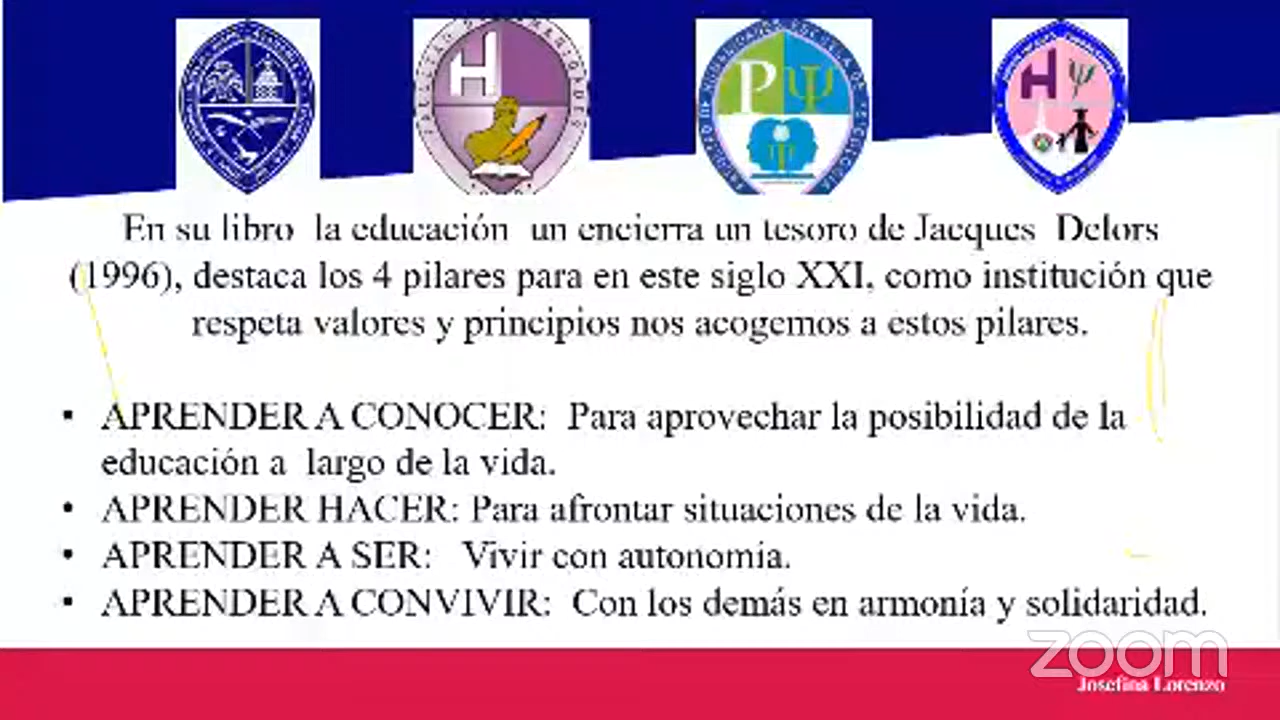 H
P Ψ
Ψ
H Ψ
En su libro la educación un encierra un tesoro de Jacques Delors
(1996), destaca los 4 pilares para en este siglo XXI, como institución que
respeta valores y principios nos acogemos a estos pilares.
• APRENDER A CONOCER: Para aprovechar la posibilidad de la
educación a largo de la vida.
• APRENDER HACER: Para afrontar situaciones de la vida.
• APRENDER A SER: Vivir con autonomía.
• APRENDER A CONVIVIR: Con los demás en armonía y solidaridad.
zoom
Josefina Lorenzo